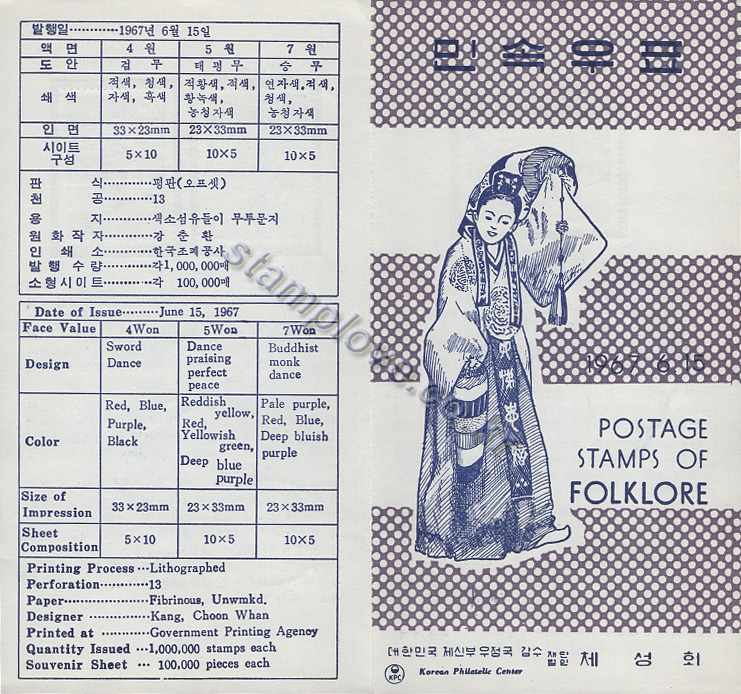 발행일············1967년 6월 15일
액 면 4 원 5 원 7 원
도 안 검 무 태 평 무 승 무
쇄 색 적색, 청색, 자색, 흑색 적황색, 적색, 황녹색, 농청자색 연자색, 적색, 청색, 농청자색
인 면 33×23mm 23×33mm 23×33mm
시이트 구성 5×10 10×5 10×5
판 식············평판(오프셋)
천 공············13
용 지············색소섬유들이 무투문지
원 화 작 자············강 춘 환
인 쇄 소············한국조폐공사
발 행 수 량············각1,000,000매
소형시이트············각 100,000매
Date of Issue·········June 15, 1967
Face Value 4Won 5Won 7Won
Design Sword Dance Dance praising perfect peace Buddhist monk dance
Color Red, Blue, Purple, Black Reddish yellow, Red, Yellowish green, Deep blue purple Pale purple, Red, Blue, Deep bluish purple
Size of Impression 33×23mm 23×33mm 23×33mm
Sheet Composition 5×10 10×5 10×5
Printing Process ···Lithographed
Perforation············13
Paper·····················Fibrinous, Unwmkd.
Designer ············Kang, Choon Whan
Printed at ············Government Printing Agency
Quantity Issued ···1,000,000 stamps each
Souvenir Sheet ··· 100,000 pieces each
민속우표
1967. 6. 15
POSTAGE
STAMPS OF
FOLKLORE
대한민국 체신부우정국 감수 재단법인 체성회
KPC Korean Philatelic Center